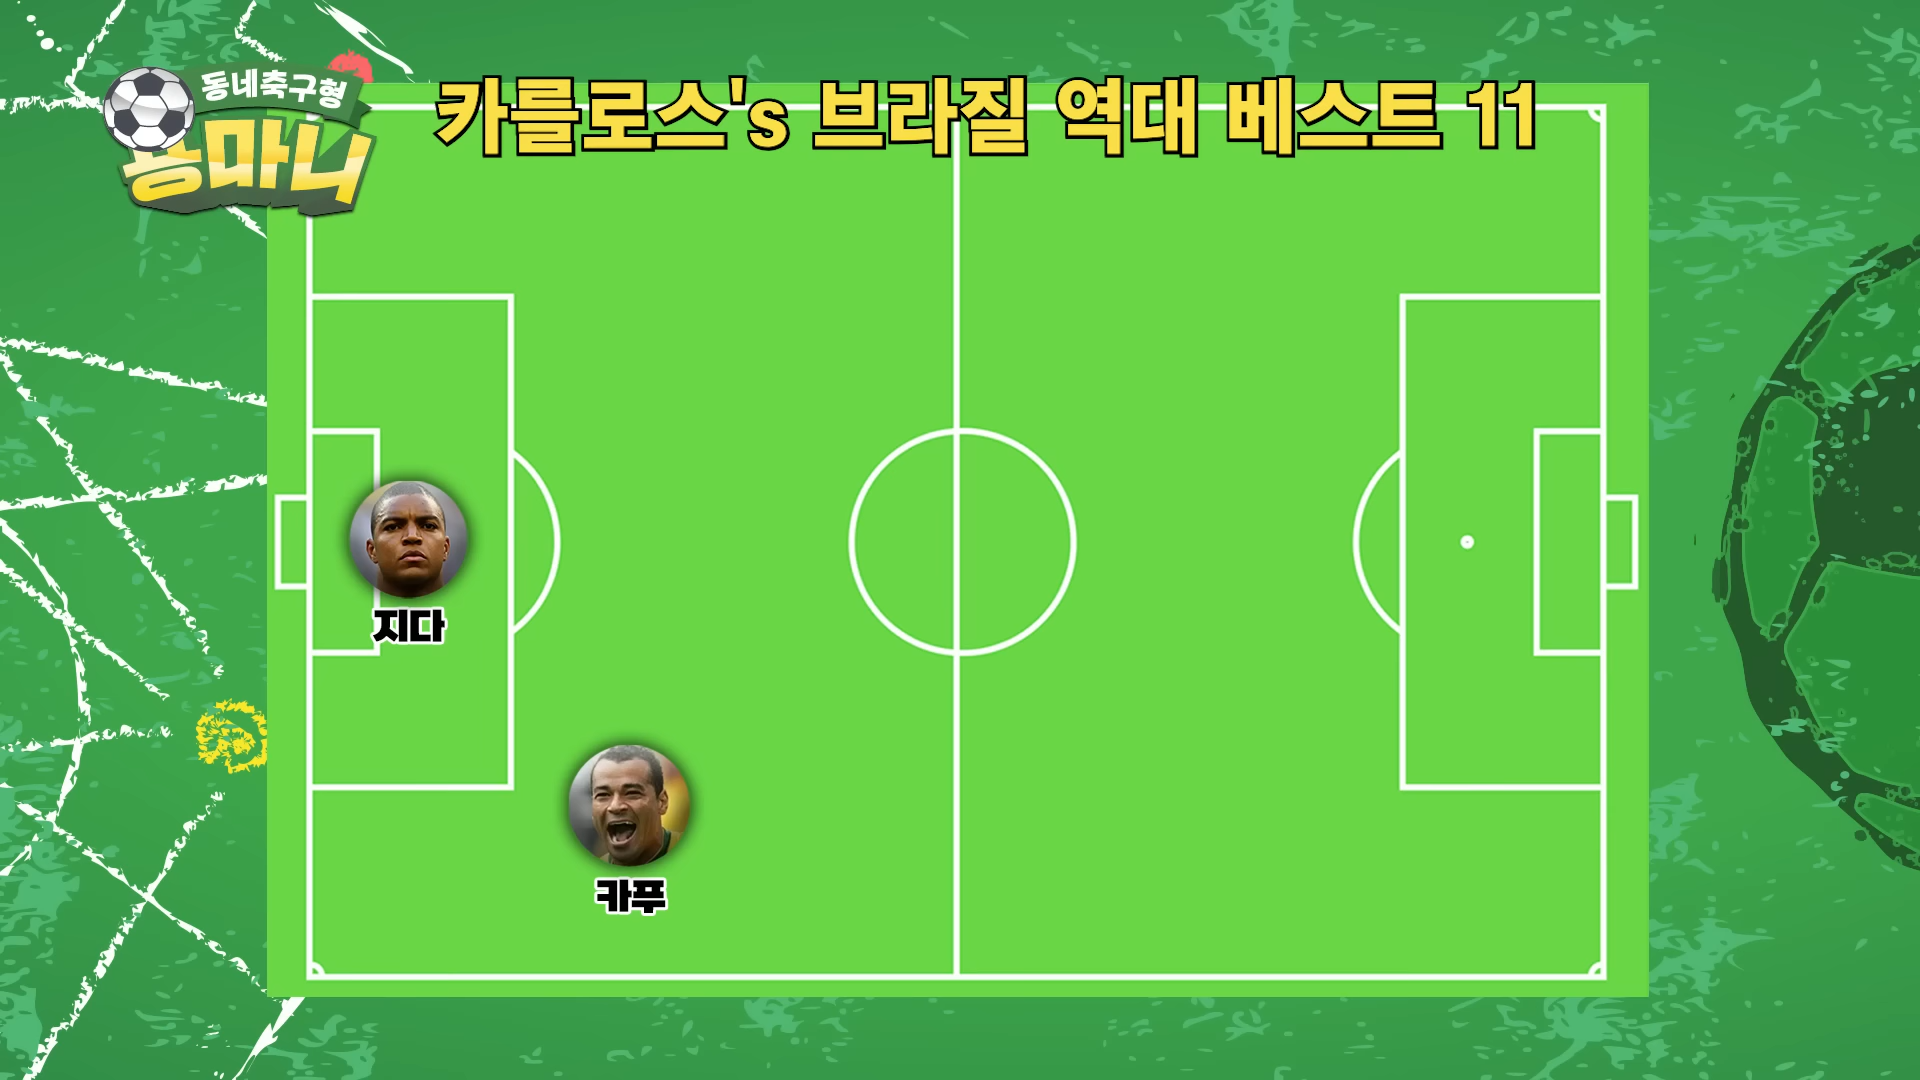 동네축구형
용마니
카를로스's 브라질 역대 베스트 11
지다
카푸